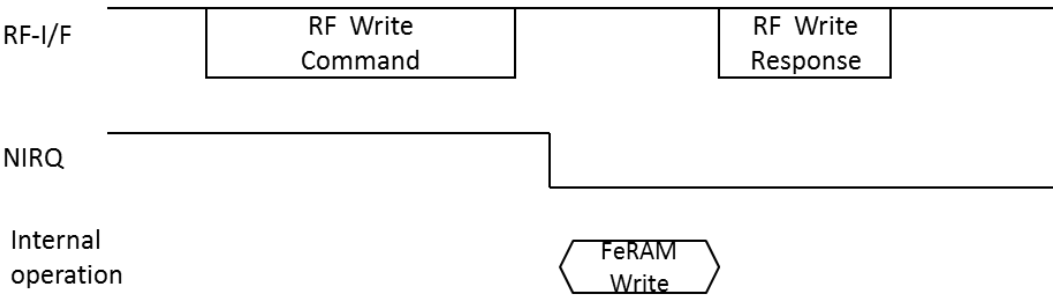 RF-I/F
RF Write
Command
RF Write
Response
NIRQ
Internal
operation
FeRAM
Write